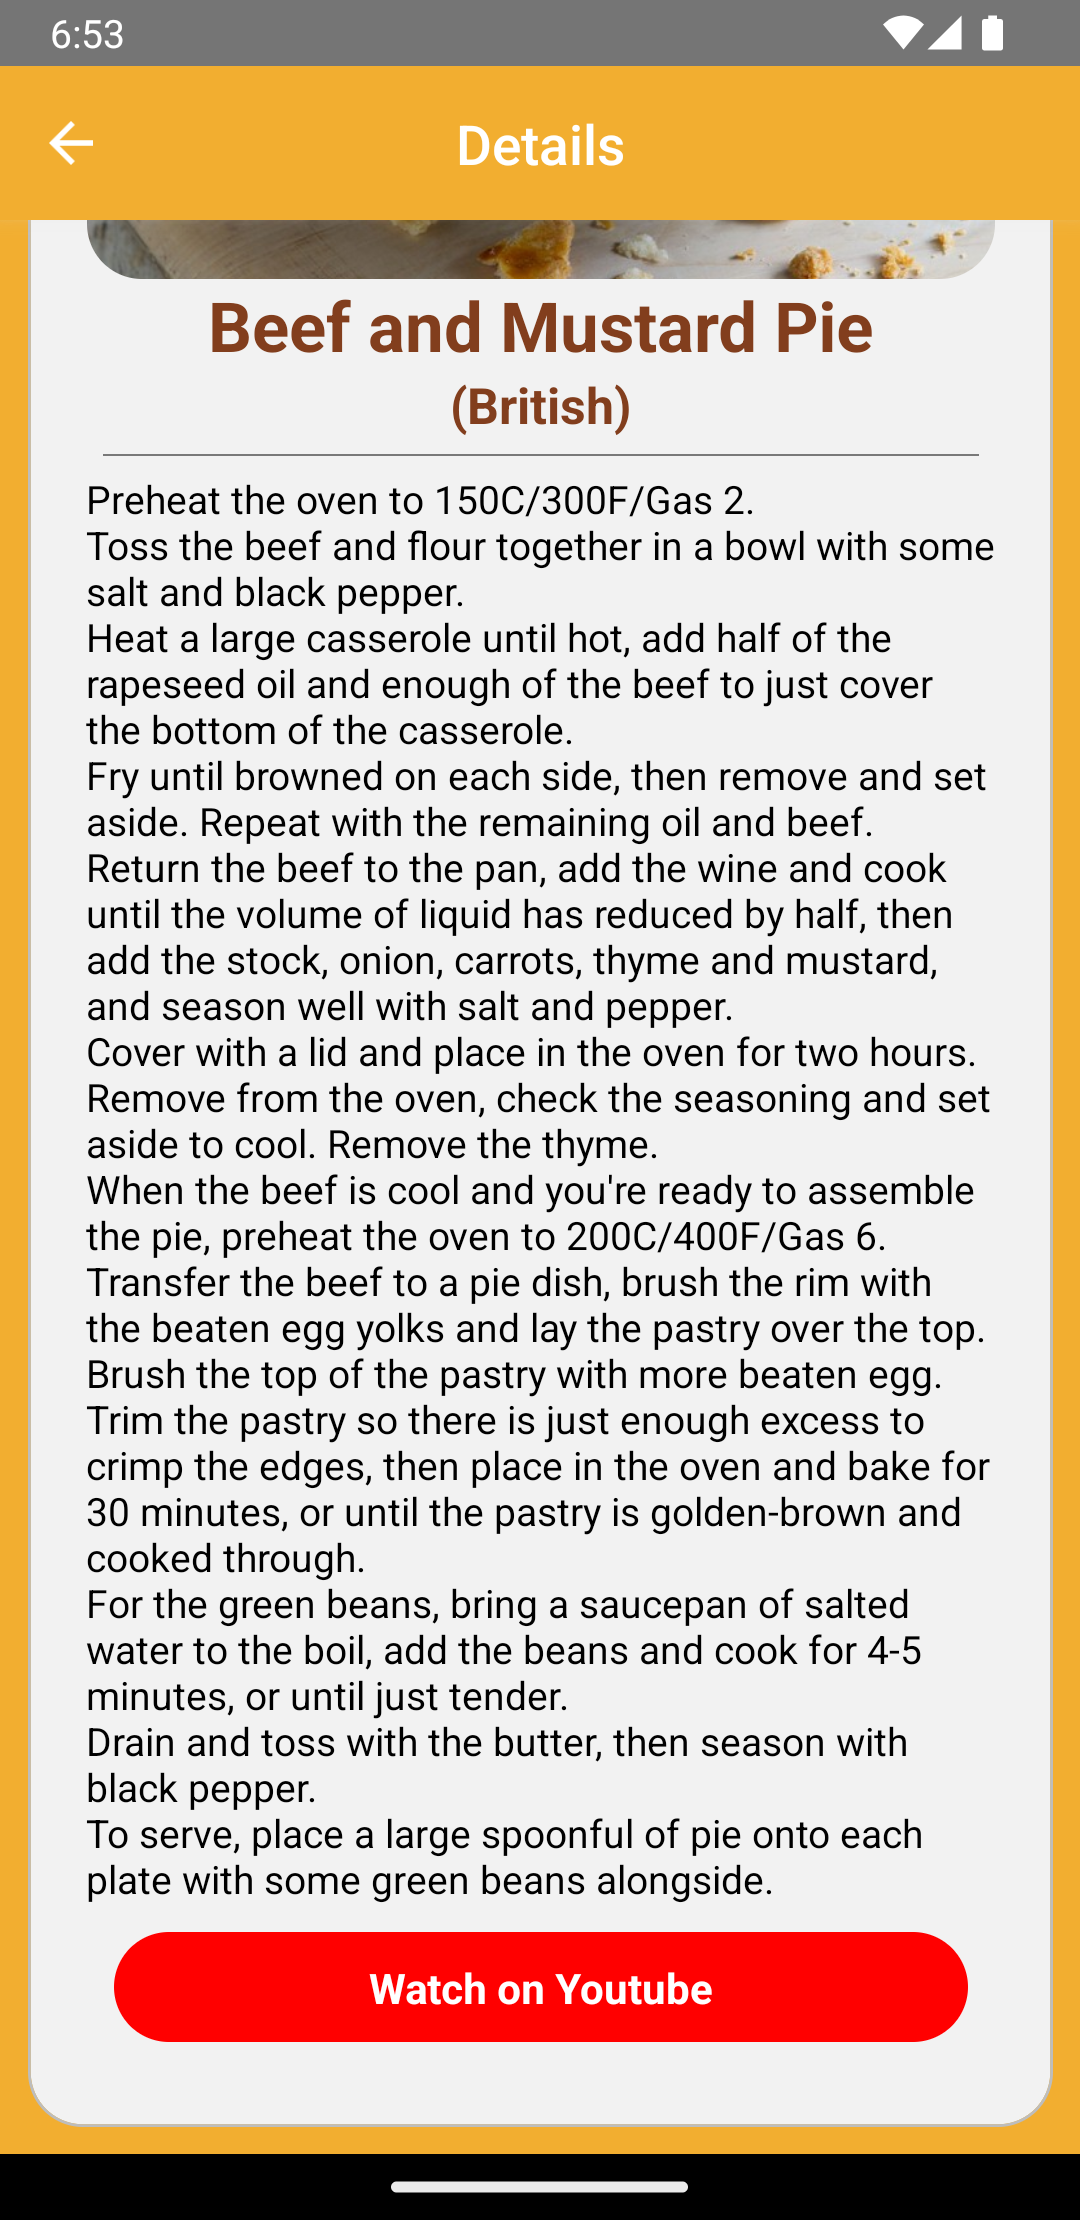 6:53
Details
Beef and Mustard Pie
(British)
Preheat the oven to 150C/300F/Gas 2.
Toss the beef and flour together in a bowl with some
salt and black pepper.
Heat a large casserole until hot, add half of the
rapeseed oil and enough of the beef to just cover
the bottom of the casserole.
Fry until browned on each side, then remove and set
aside. Repeat with the remaining oil and beef.
Return the beef to the pan, add the wine and cook
until the volume of liquid has reduced by half, then
add the stock, onion, carrots, thyme and mustard,
and season well with salt and pepper.
Cover with a lid and place in the oven for two hours.
Remove from the oven, check the seasoning and set
aside to cool. Remove the thyme.
When the beef is cool and you're ready to assemble
the pie, preheat the oven to 200C/400F/Gas 6.
Transfer the beef to a pie dish, brush the rim with
the beaten egg yolks and lay the pastry over the top.
Brush the top of the pastry with more beaten egg.
Trim the pastry so there is just enough excess to
crimp the edges, then place in the oven and bake for
30 minutes, or until the pastry is golden-brown and
cooked through.
For the green beans, bring a saucepan of salted
water to the boil, add the beans and cook for 4-5
minutes, or until just tender.
Drain and toss with the butter, then season with
black pepper.
To serve, place a large spoonful of pie onto each
plate with some green beans alongside.
Watch on Youtube